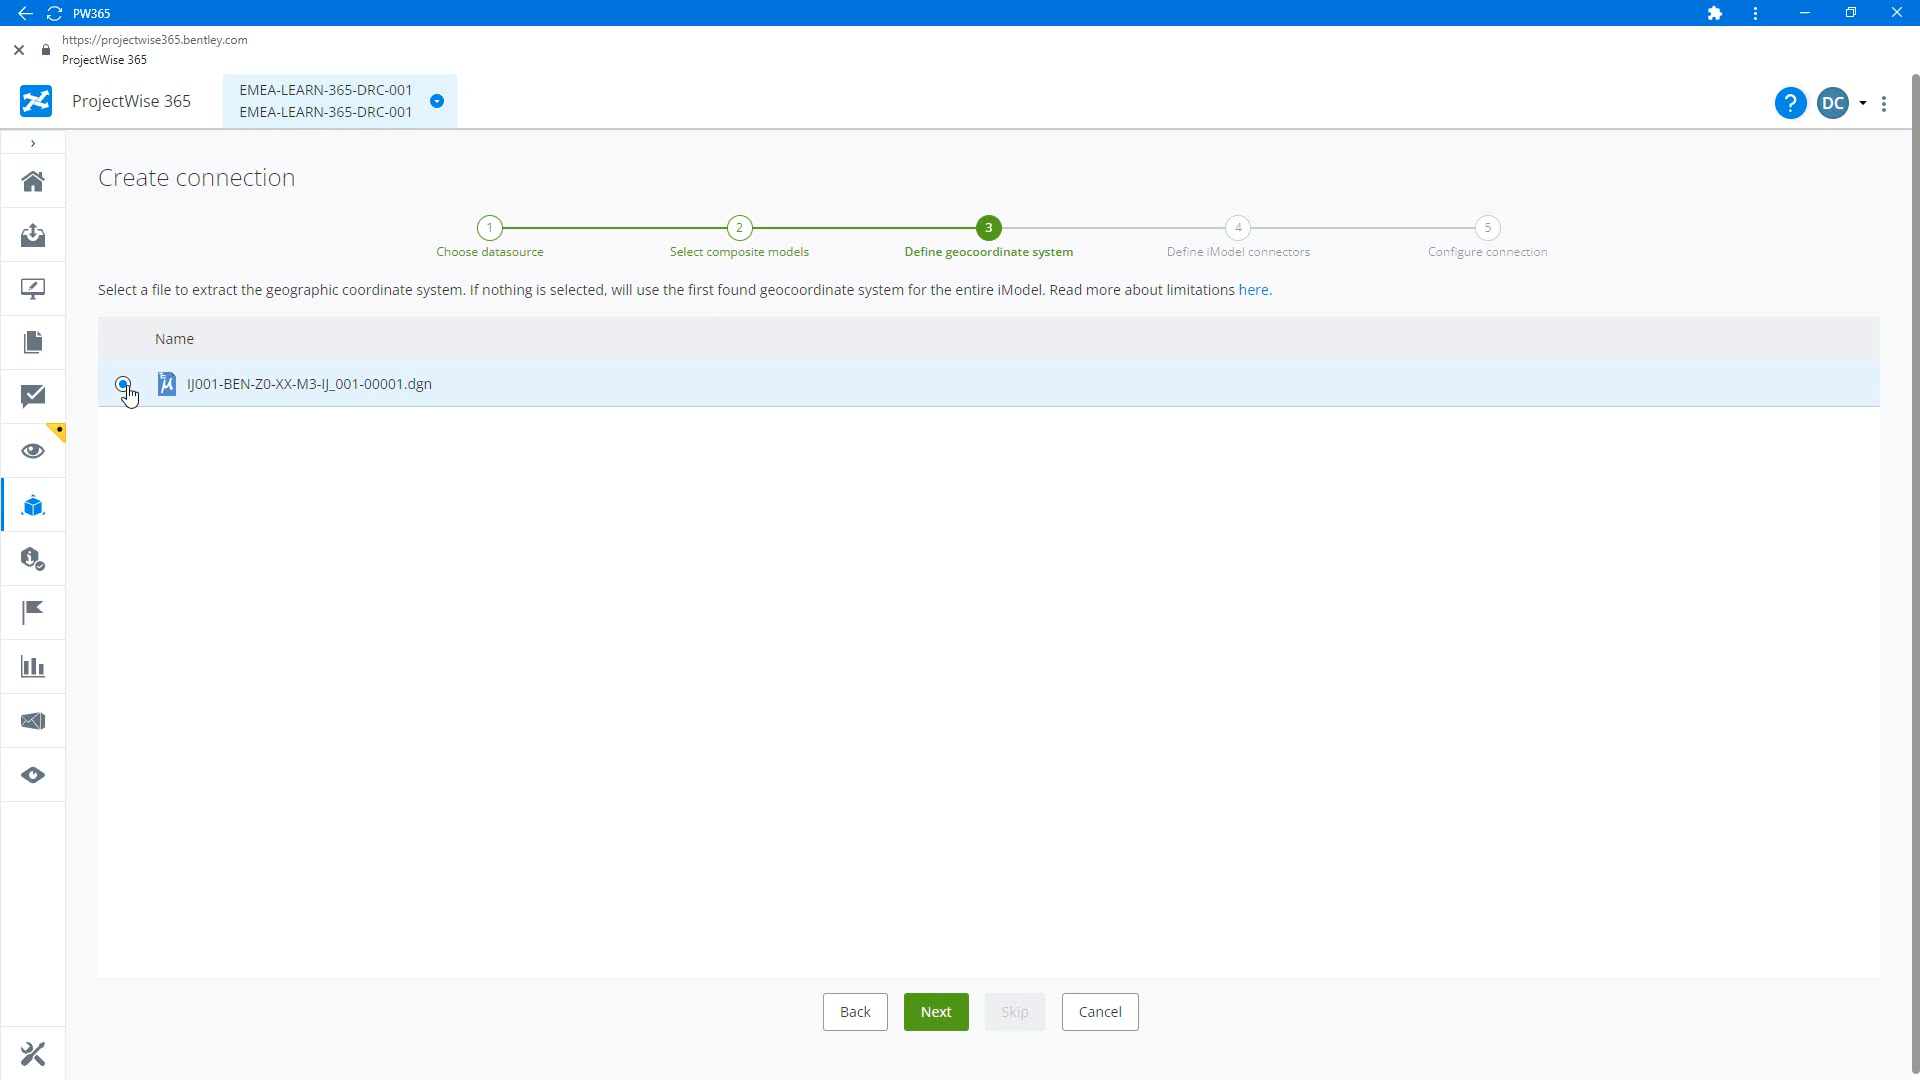 PW365
https://projectwise365.bentley.com
ProjectWise 365
ProjectWise 365
EMEA-LEARN-365-DRC-001
EMEA-LEARN-365-DRC-001
?
DC
Create connection
1
2
3
4
5
Choose datasource
Select composite models
Define geocoordinate system
Define iModel connectors
Configure connection
Select a file to extract the geographic coordinate system. If nothing is selected, will use the first found geocoordinate system for the entire iModel. Read more about limitations here.
Name
IJ001-BEN-Z0-XX-M3-IJ_001-00001.dgn
Back
Next
Skip
Cancel